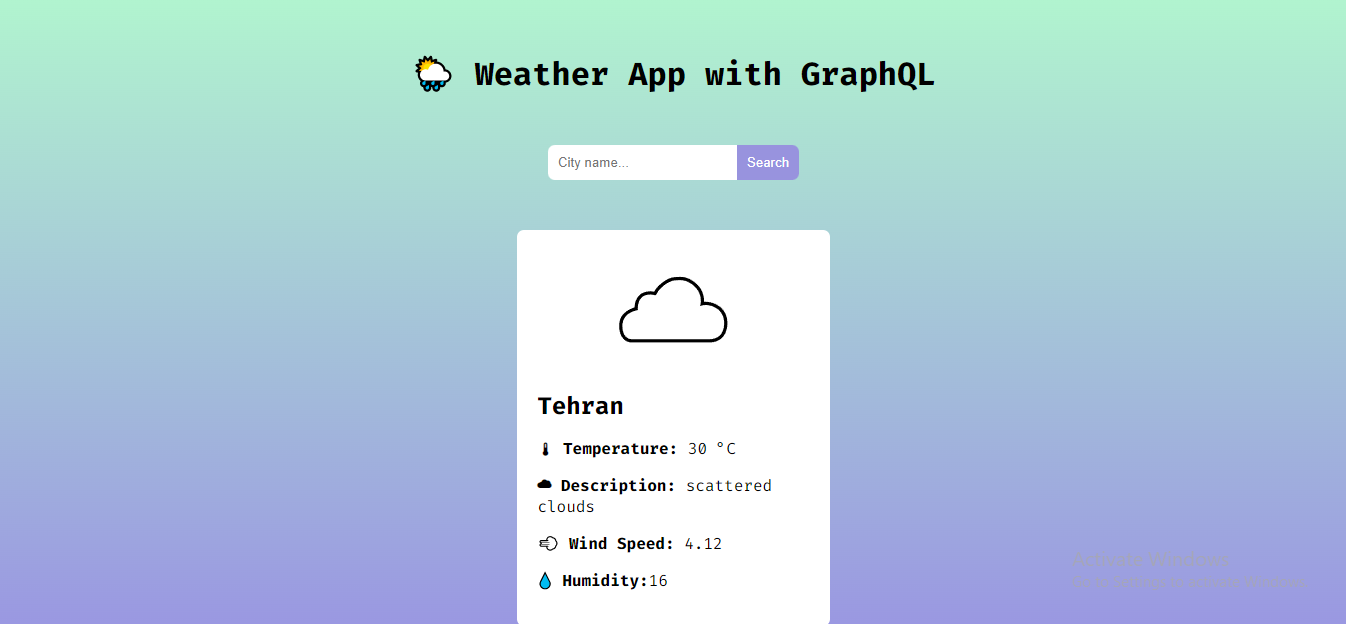 Weather App with GraphQL
City name...
Search
Tehran
Temperature: 30 °C
Description: scattered
clouds
Wind Speed: 4.12
Humidity:16
Activate Windows
Go to Settings to activate Windows.